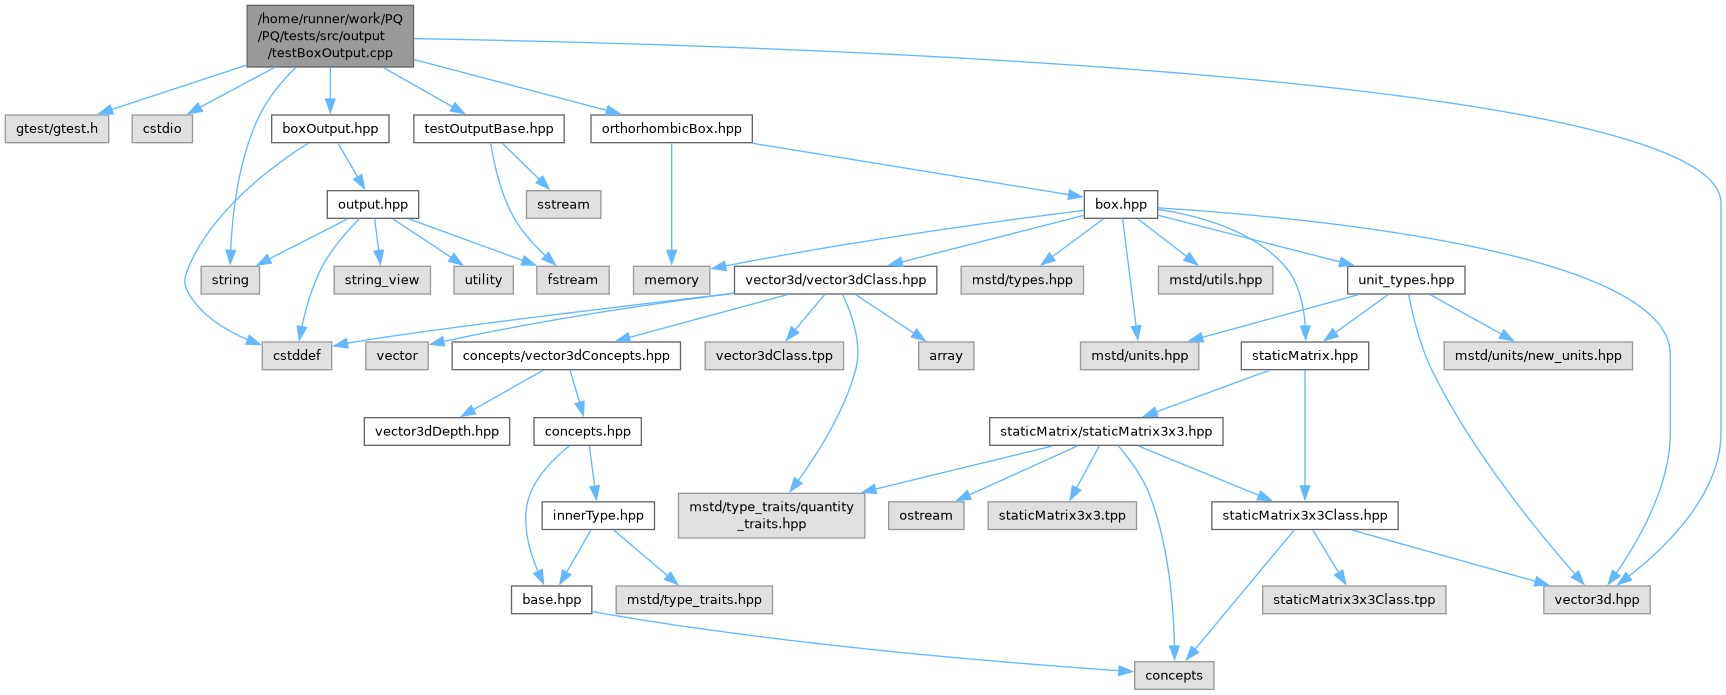 /home/runner/work/PQ
/PQ/tests/src/output
/testBoxOutput.cpp
gtest/gtest.h
cstdio
boxOutput.hpp
testOutputBase.hpp
orthorhombicBox.hpp
output.hpp
sstream
box.hpp
string
string_view
utility
fstream
memory
vector3d/vector3dClass.hpp
mstd/types.hpp
mstd/utils.hpp
unit_types.hpp
cstddef
vector
concepts/vector3dConcepts.hpp
vector3dClass.tpp
array
mstd/units.hpp
staticMatrix.hpp
mstd/units/new_units.hpp
vector3dDepth.hpp
concepts.hpp
staticMatrix/staticMatrix3x3.hpp
innerType.hpp
mstd/type_traits/quantity
_traits.hpp
ostream
staticMatrix3x3.tpp
staticMatrix3x3Class.hpp
base.hpp
mstd/type_traits.hpp
staticMatrix3x3Class.tpp
vector3d.hpp
concepts